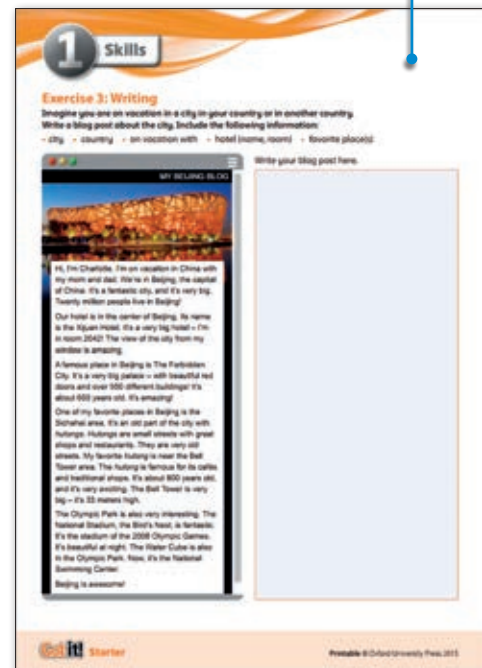 1 Skills
Exercise 3: Writing
Imagine you are on vacation in a city in your country or in another country.
Write a blog post about the city. Include the following information:
• city • country • on vacation with • hotel (name, room) • favorite place(s)
MY BEIJING BLOG
Hi, I'm Charlotte. I'm on vacation in China with
my mom and dad. We're in Beijing, the capital
of China. It's a fantastic city, and it's very big.
Twenty million people live in Beijing!
Our hotel is in the center of Beijing. Its name
is the Xijuan Hotel. It's a very big hotel – I'm
in room 2042! The view of the city from my
window is amazing.
A famous place in Beijing is The Forbidden
City. It's a very big palace – with beautiful red
doors and over 500 different buildings! It's
about 600 years old. It's amazing!
One of my favorite places in Beijing is the
Shichahai area. It's an old part of the city with
hutongs. Hutongs are small streets with great
shops and restaurants. They are very old
streets. My favorite hutong is near the Bell
Tower area. The hutong is famous for its cafés
and traditional shops. It's about 800 years old,
and it's very exciting. The Bell Tower is very
big – it's 33 meters high.
The Olympic Park is also very interesting. The
National Stadium, the Bird's Nest, is fantastic.
It's the stadium of the 2008 Olympic Games.
It's beautiful at night. The Water Cube is also
in the Olympic Park. Now, it's the National
Swimming Center.
Beijing is awesome!
Write your blog post here.
Got it! Starter
Printable © Oxford University Press 2015